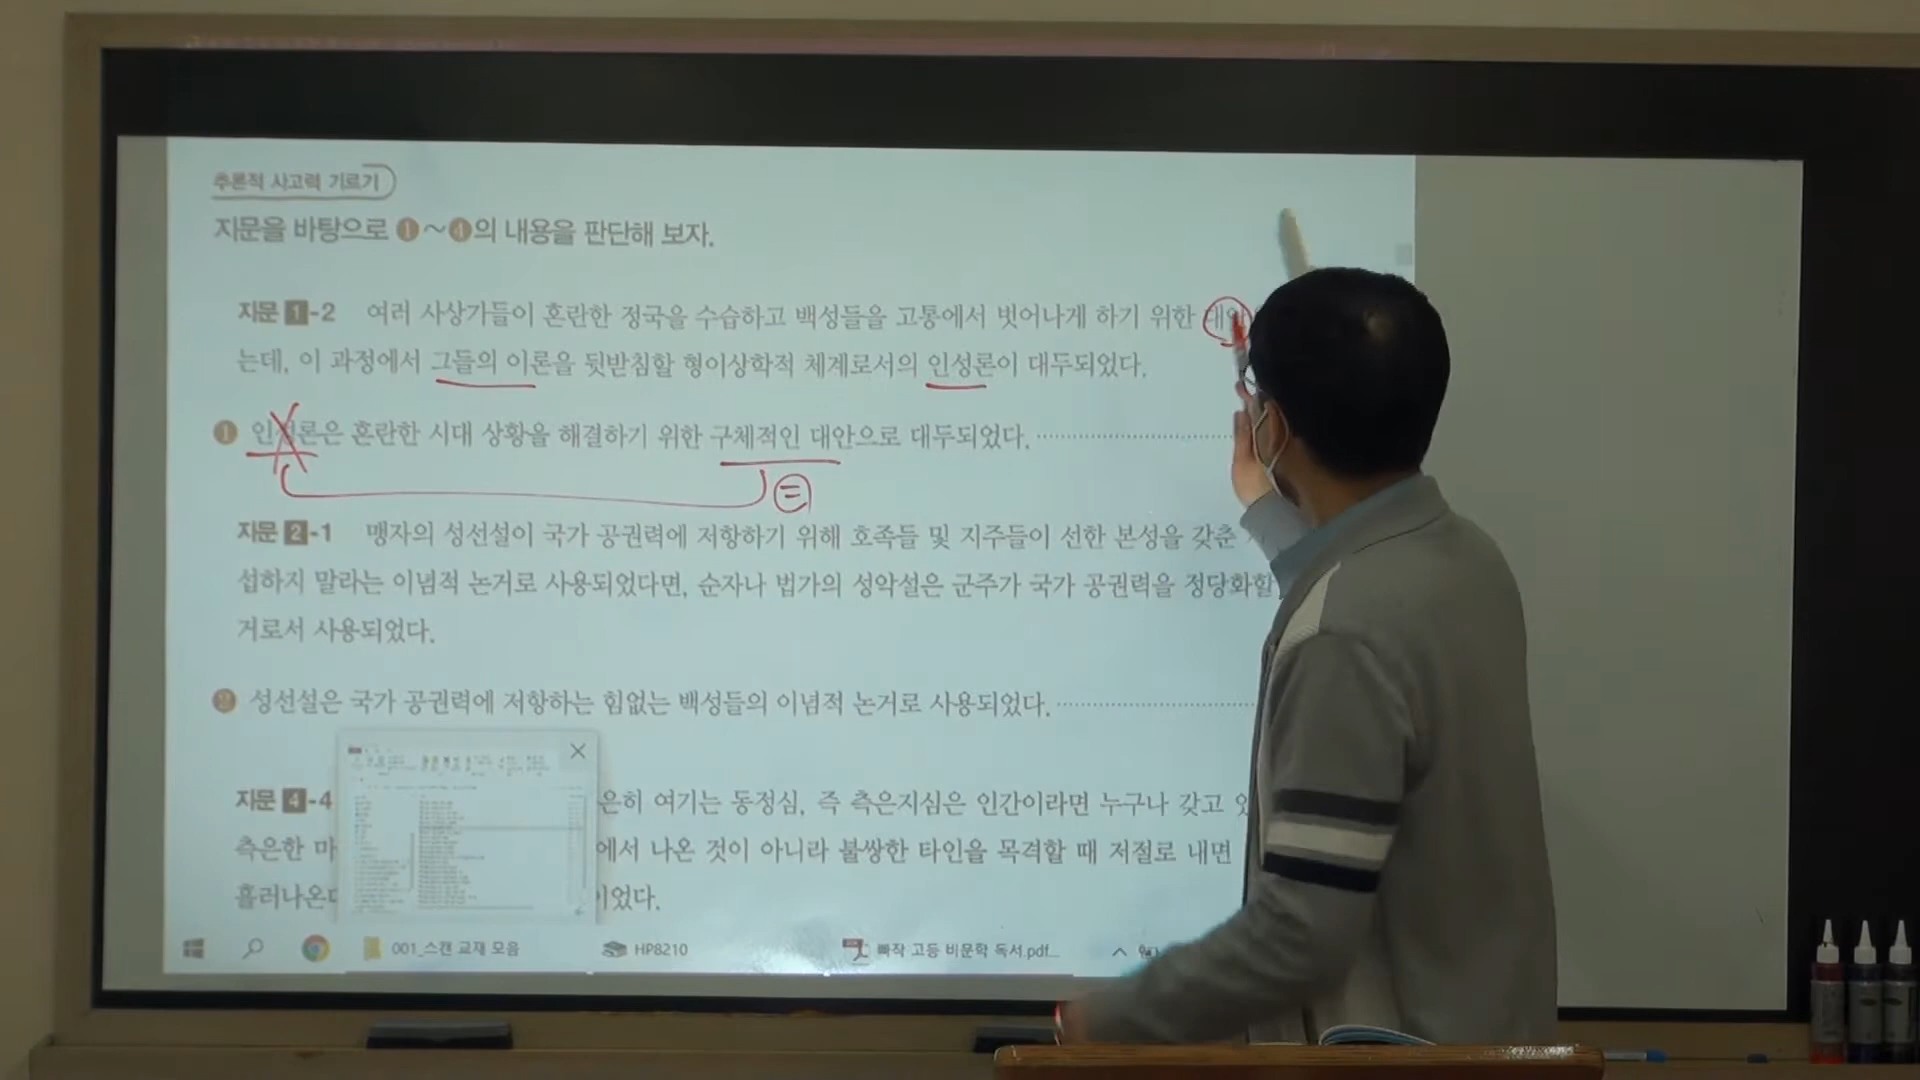 추론적 사고력 기르기
지문을 바탕으로 1~4의 내용을 판단해 보자.
지문 1-2 여러 사상가들이 혼란한 정국을 수습하고 백성들을 고통에서 벗어나게 하기 위한
는데, 이 과정에서 그들의 이론을 뒷받침할 형이상학적 체계로서의 인성론이 대두되었다.
1 인성론은 혼란한 시대 상황을 해결하기 위한 구체적인 대안으로 대두되었다.
지문 2-1 맹자의 성선설이 국가 공권력에 저항하기 위해 호족들 및 지주들이 선한 본성을 갖춘
섭하지 말라는 이념적 논거로 사용되었다면, 순자나 법가의 성악설은 군주가 국가 공권력을 정당화할
거로서 사용되었다.
2 성선설은 국가 공권력에 저항하는 힘없는 백성들의 이념적 논거로 사용되었다.
지문 4-4 은히 여기는 동정심, 즉 측은지심은 인간이라면 누구나 갖고
측은한 마 에서 나온 것이 아니라 불쌍한 타인을 목격할 때 저절로 내면
흘러나온 이었다.
001_스캔 교재 모음 HP8210 빠작 고등 비문학 독서.pdf...